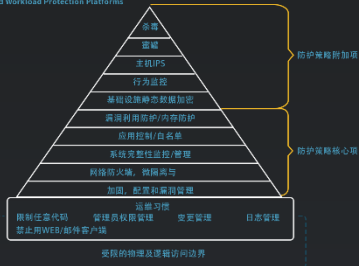 d Workload Protection Platforms
杀毒
蜜罐
主机IPS
防护策略附加项
行为监控
基础设施静态数据加密
漏洞利用防护/内存防护
应用控制/白名单
防护策略核心项
系统完整性监控/管理
网络防火墙，微隔离与
加固，配置和漏洞管理
运维习惯
限制任意代码 管理员权限管理 变更管理 日志管理
禁止用WEB/邮件客户端
受限的物理及逻辑访问边界